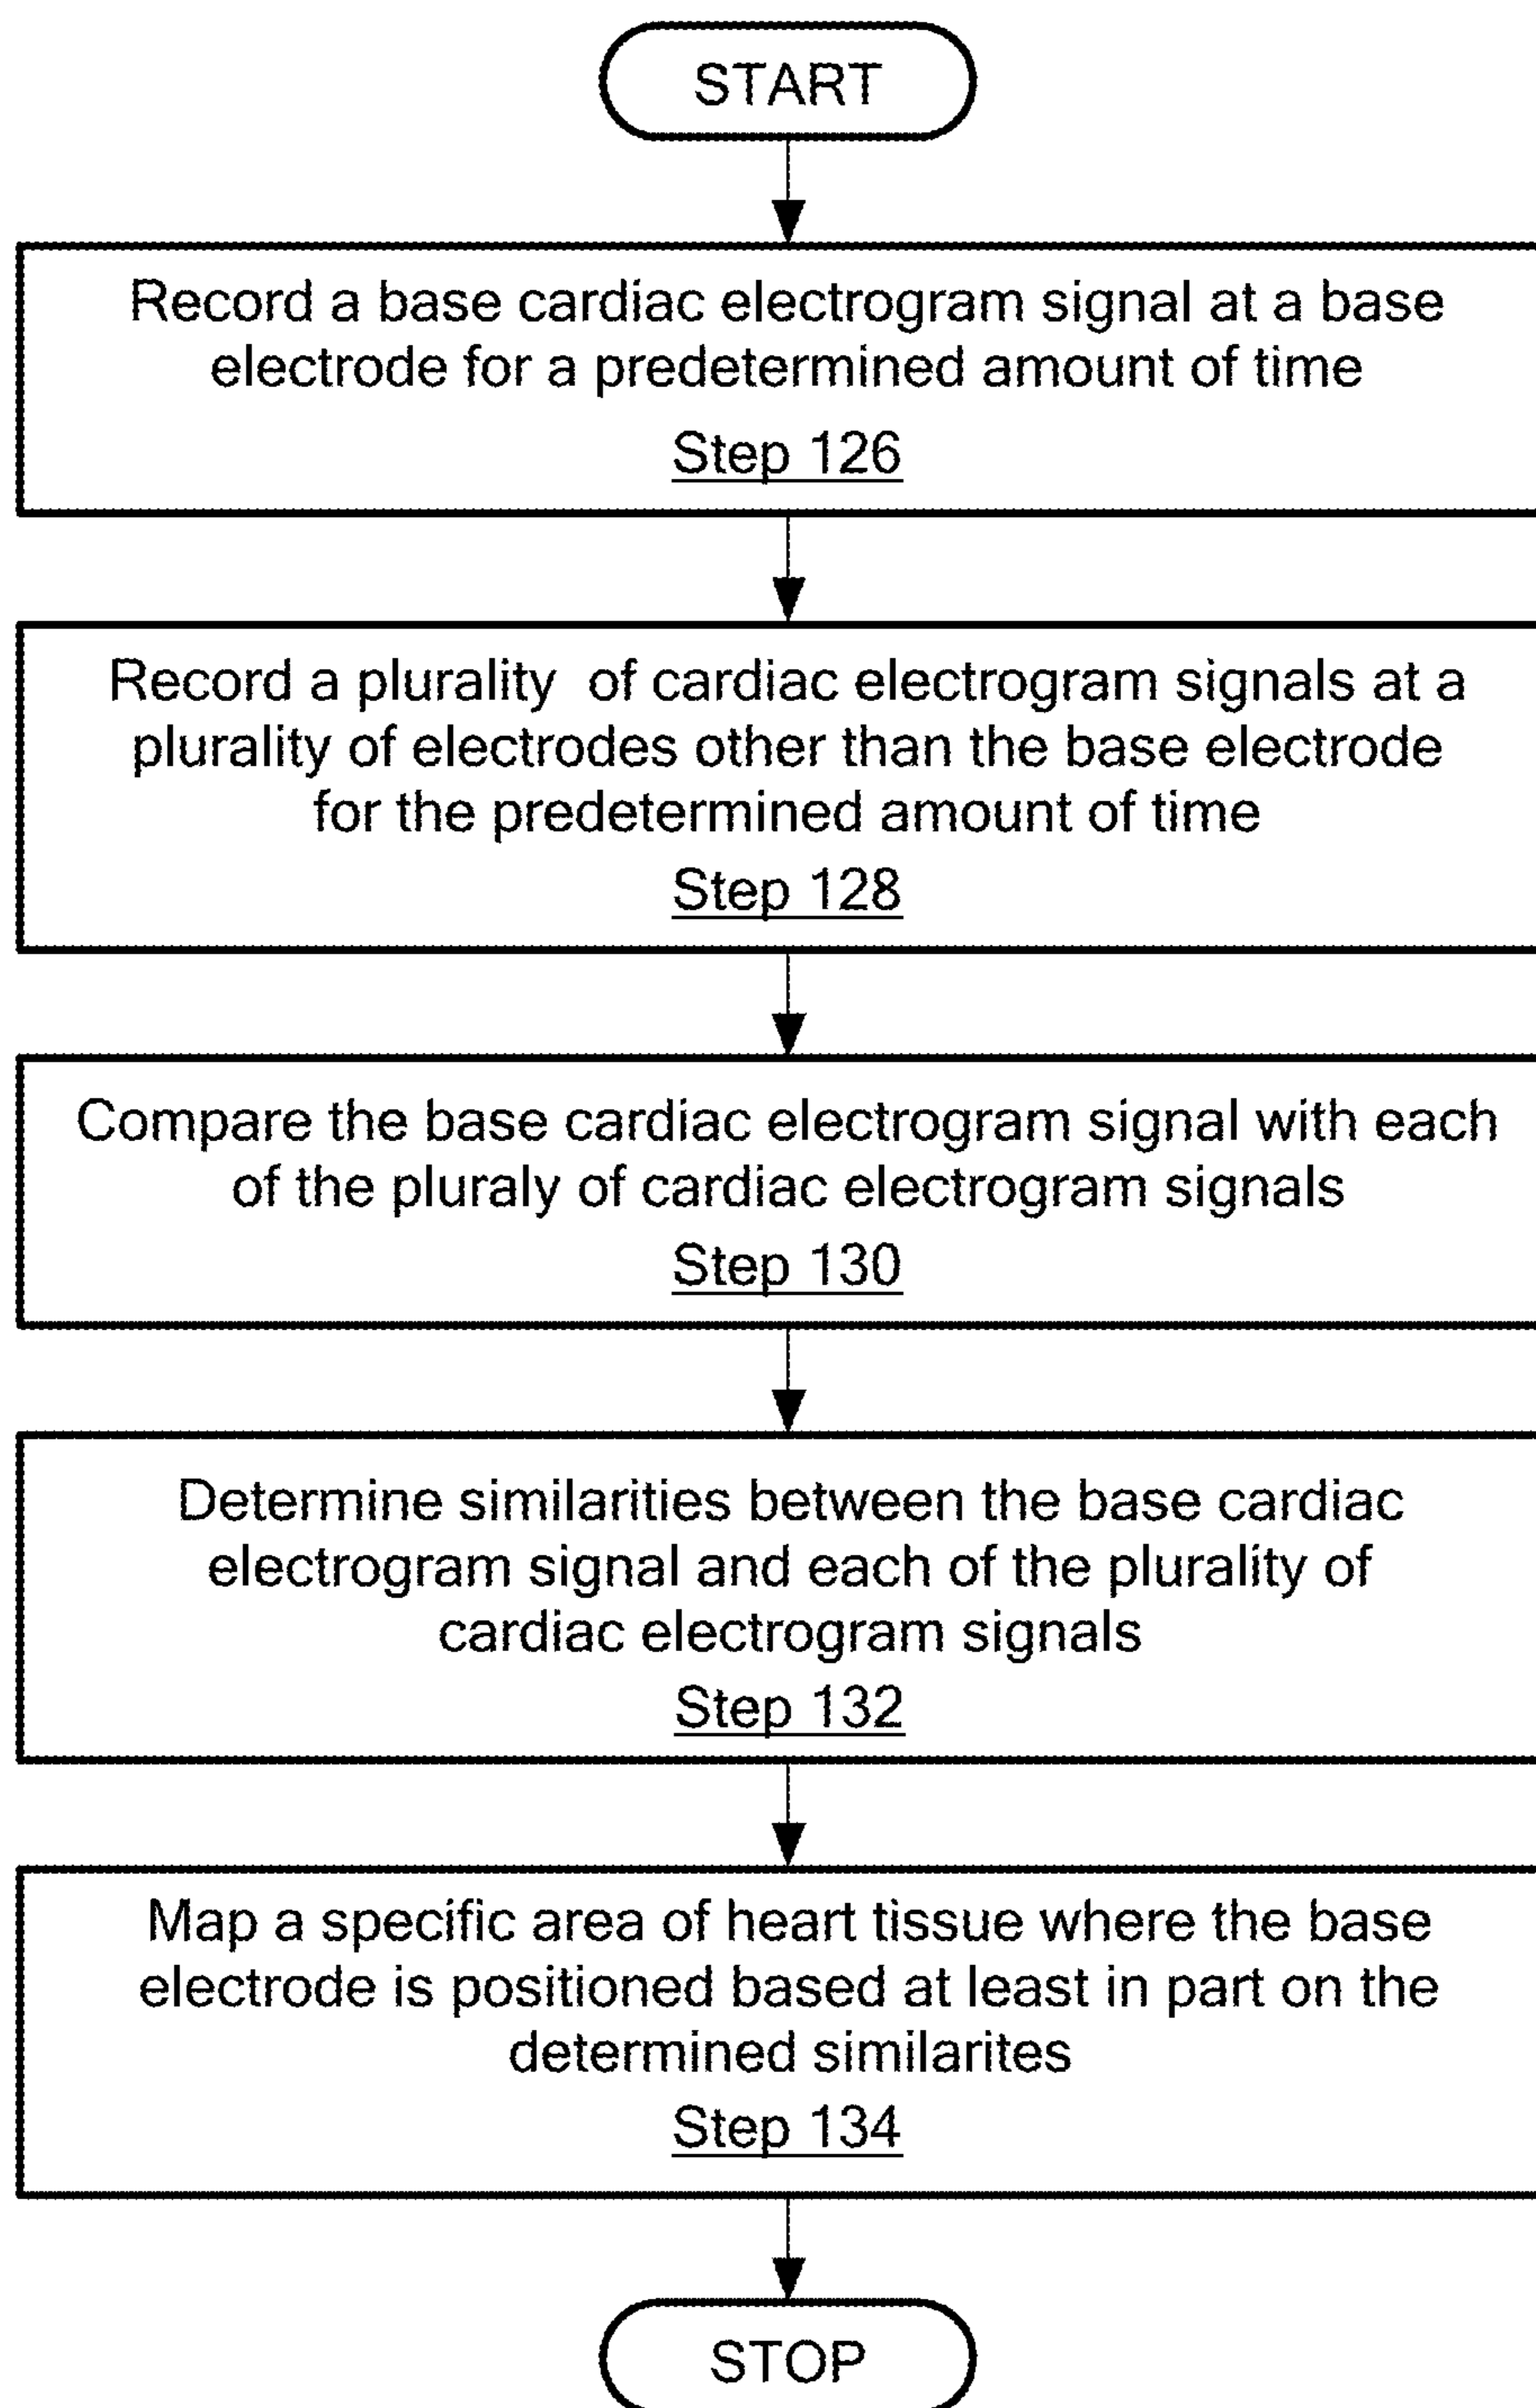 START
Record a base cardiac electrogram signal at a base
electrode for a predetermined amount of time
Step 126
Record a plurality of cardiac electrogram signals at a
plurality of electrodes other than the base electrode
for the predetermined amount of time
Step 128
Compare the base cardiac electrogram signal with each
of the pluraly of cardiac electrogram signals
Step 130
Determine similarities between the base cardiac
electrogram signal and each of the plurality of
cardiac electrogram signals
Step 132
Map a specific area of heart tissue where the base
electrode is positioned based at least in part on the
determined similarites
Step 134
STOP